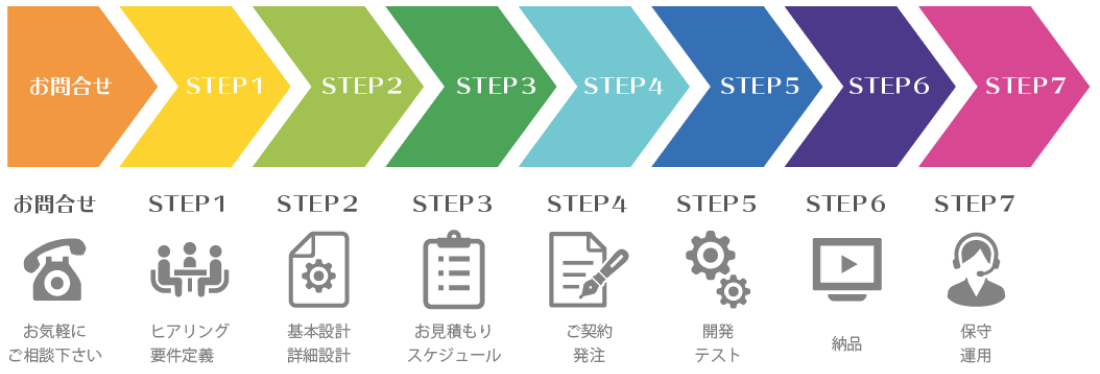 お問合せ
STEP1
STEP2
STEP3
STEP4
STEP5
STEP6
STEP7
お問合せ
STEP1
STEP2
STEP3
STEP4
STEP5
STEP6
STEP7
お気軽に
ご相談下さい
ヒアリング
要件定義
基本設計
詳細設計
お見積もり
スケジュール
ご契約
発注
開発
テスト
納品
保守
運用